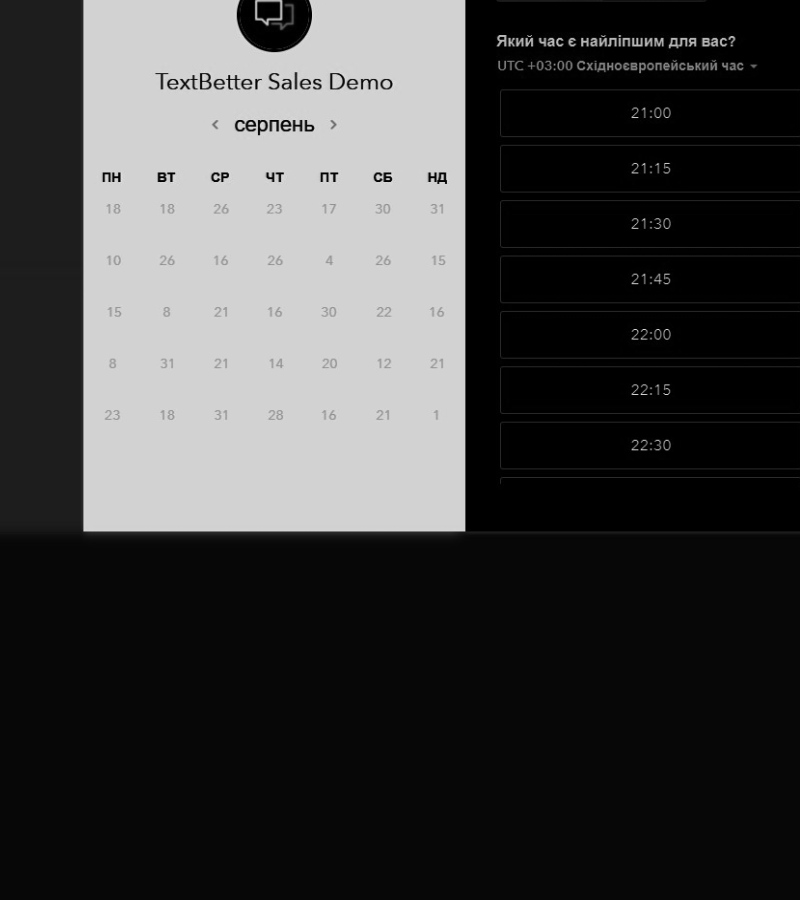 TextBetter Sales Demo
серпень
ПН ВТ СР ЧТ ПТ СБ НД
18 18 26 23 17 30 31
10 26 16 26 4 26 15
15 8 21 16 30 22 16
8 31 21 14 20 12 21
23 18 31 28 16 21 1
Який час є найліпшим для вас?
UTC +03:00 Східноєвропейський час
21:00
21:15
21:30
21:45
22:00
22:15
22:30